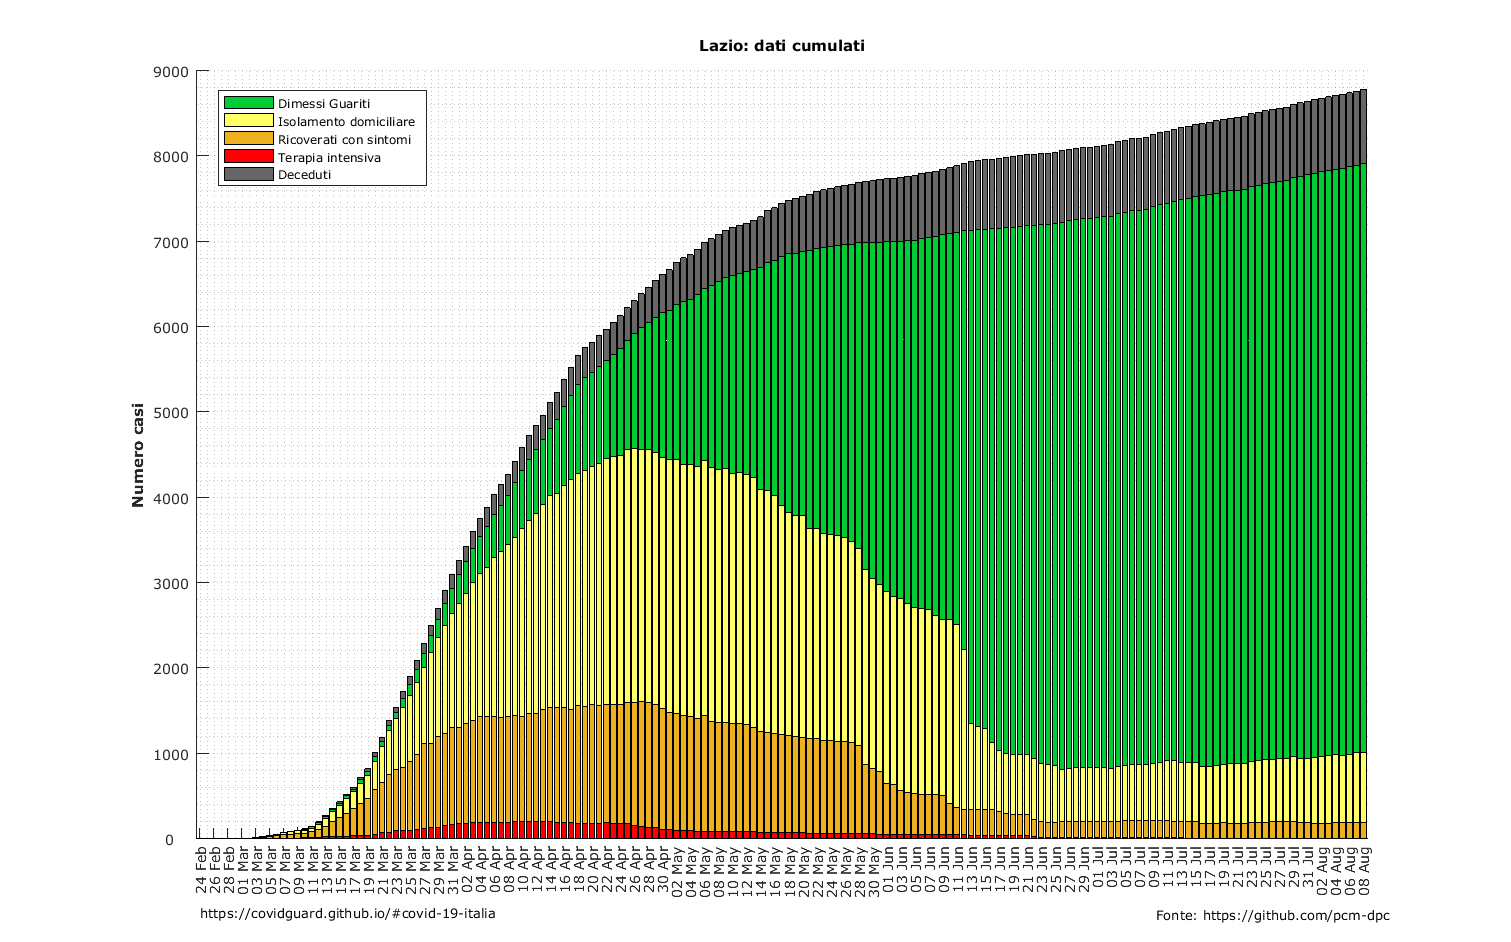 Lazio: dati cumulati
9000
8000
7000
6000
5000
4000
3000
2000
1000
0
Numero casi
Dimessi Guariti
Isolamento domiciliare
Ricoverati con sintomi
Terapia intensiva
Deceduti
24 Feb
26 Feb
28 Feb
01 Mar
03 Mar
05 Mar
07 Mar
09 Mar
11 Mar
13 Mar
15 Mar
17 Mar
19 Mar
21 Mar
23 Mar
25 Mar
27 Mar
29 Mar
31 Mar
02 Apr
04 Apr
06 Apr
08 Apr
10 Apr
12 Apr
14 Apr
16 Apr
18 Apr
20 Apr
22 Apr
24 Apr
26 Apr
28 Apr
30 Apr
02 May
04 May
06 May
08 May
10 May
12 May
14 May
16 May
18 May
20 May
22 May
24 May
26 May
28 May
30 May
01 Jun
03 Jun
05 Jun
07 Jun
09 Jun
11 Jun
13 Jun
15 Jun
17 Jun
19 Jun
21 Jun
23 Jun
25 Jun
27 Jun
29 Jun
01 Jul
03 Jul
05 Jul
07 Jul
09 Jul
11 Jul
13 Jul
15 Jul
17 Jul
19 Jul
21 Jul
23 Jul
25 Jul
27 Jul
29 Jul
31 Jul
02 Aug
04 Aug
06 Aug
08 Aug
https://covidguard.github.io/#covid-19-italia
Fonte: https://github.com/pcm-dpc